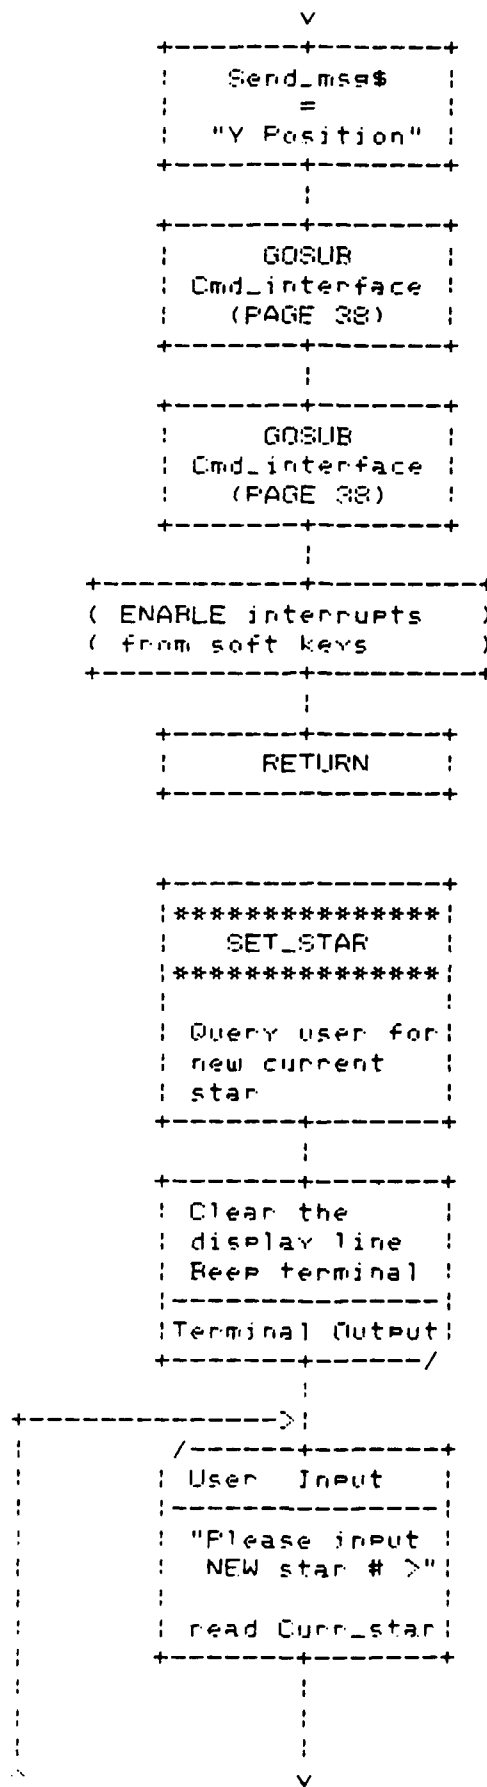 Send_msg$
=
"Y Position"
GOSUB
Cmd_interface
(PAGE 38)
GOSUB
Cmd_interface
(PAGE 38)
( ENABLE interrupts )
( from soft keys )
RETURN
***************
SET_STAR
***************
Query user for
new current
star
Clear the
display line
Beep terminal
Terminal Output
User Input
"Please input
NEW star # >"
read Curr_star